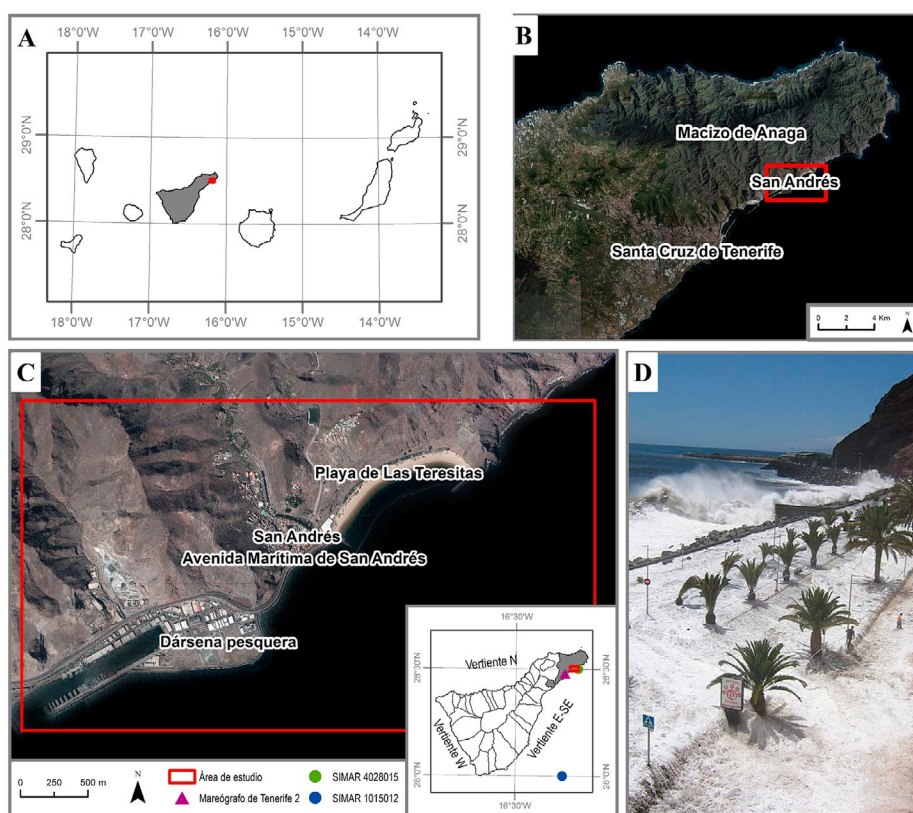 A
18°0'W 17°0'W 16°0'W 15°0'W 14°0'W
29°0'N 29°0'N
28°0'N 28°0'N
18°0'W 17°0'W 16°0'W 15°0'W 14°0'W
B
Macizo de Anaga
San Andrés
Santa Cruz de Tenerife
0 2 4 Km
N
C
Playa de Las Teresitas
San Andrés
Avenida Marítima de San Andrés
Dársena pesquera
16°30'W
Vertiente N
28°30'N 28°30'N
Vertiente W
Vertiente E-SE
28°0'N 28°0'N
16°30'W
0 250 500 m
N
Área de estudio
SIMAR 4028015
Mareógrafo de Tenerife 2
SIMAR 1015012
D